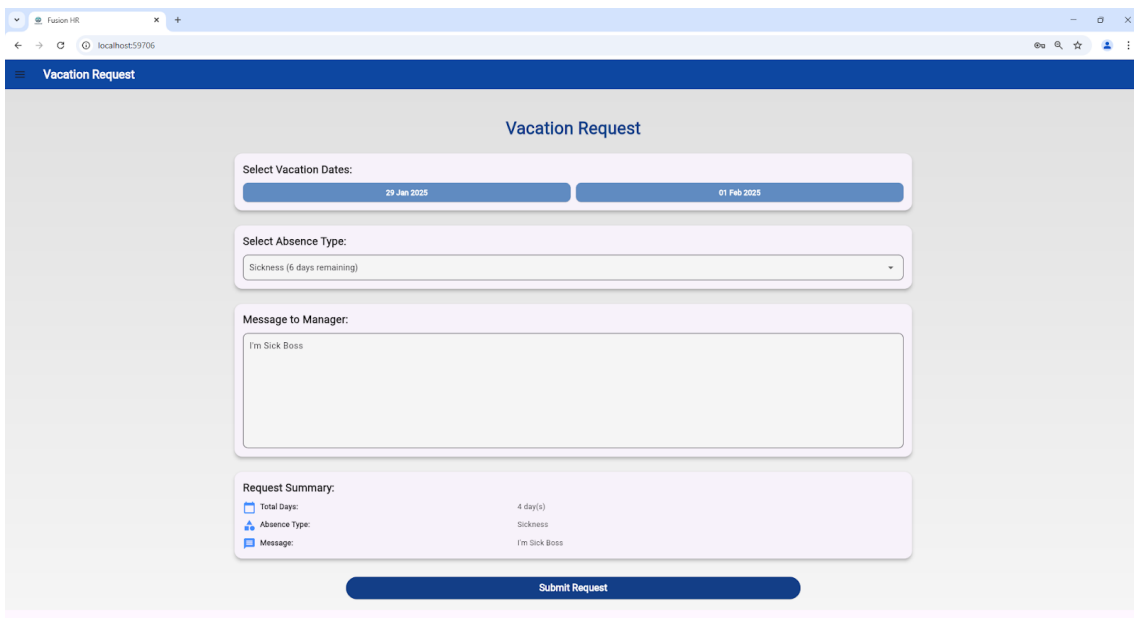 Fusion HR
localhost:59706
Vacation Request
Vacation Request
Select Vacation Dates:
29 Jan 2025 01 Feb 2025
Select Absence Type:
Sickness (6 days remaining)
Message to Manager:
I'm Sick Boss
Request Summary:
Total Days: 4 day(s)
Absence Type: Sickness
Message: I'm Sick Boss
Submit Request